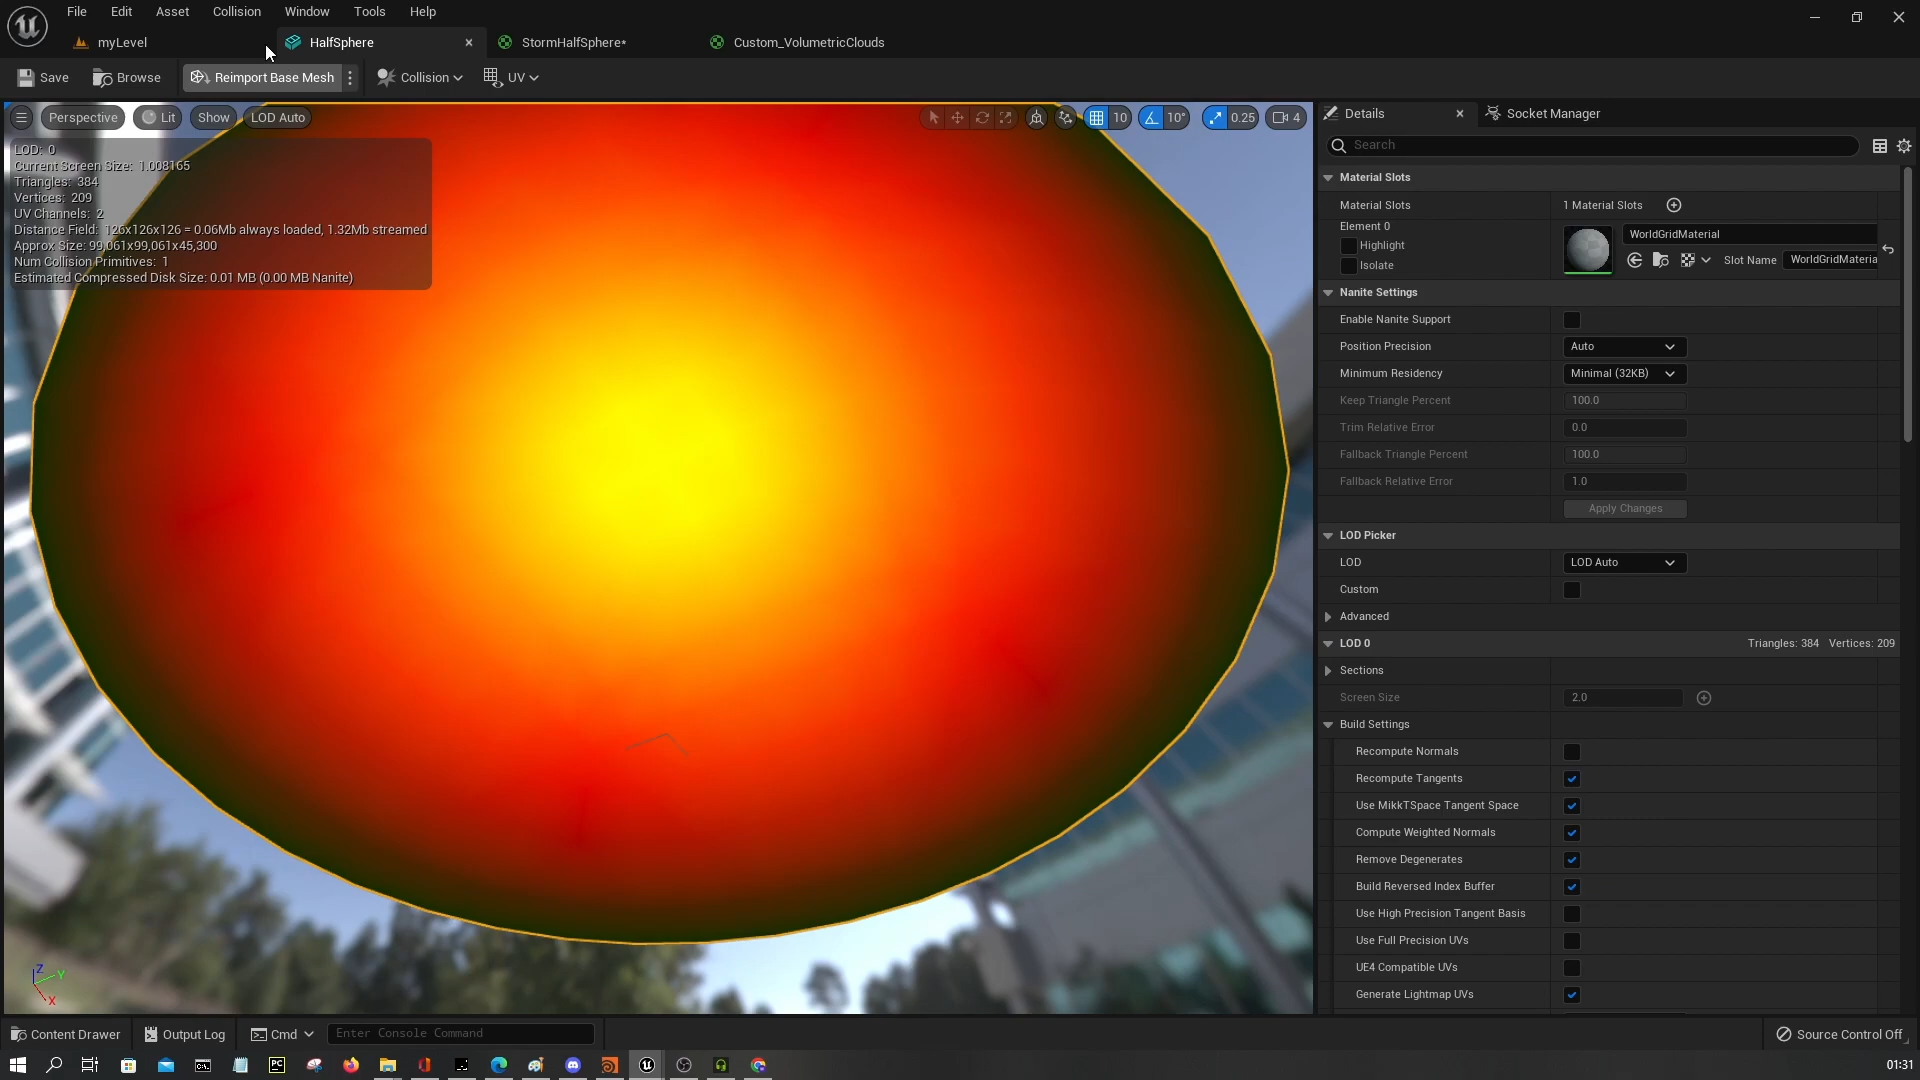 File Edit Asset Collision Window Tools Help
myLevel HalfSphere StormHalfSphere* Custom_VolumetricClouds
Save Browse Reimport Base Mesh Collision UV
Perspective Lit Show LOD Auto 10 10° 0.25 4
LOD: 0
Current Screen Size: 1.008165
Triangles: 384
Vertices: 209
UV Channels: 2
Distance Field: 126x126x126 = 0.06Mb always loaded, 1.32Mb streamed
Approx Size: 99,061x99,061x45,300
Num Collision Primitives: 1
Estimated Compressed Disk Size: 0.01 MB (0.00 MB Nanite)
Z
Y
X
Details Socket Manager
Search
Material Slots
Material Slots 1 Material Slots
Element 0
Highlight
Isolate
WorldGridMaterial
Slot Name WorldGridMateria
Nanite Settings
Enable Nanite Support
Position Precision Auto
Minimum Residency Minimal (32KB)
Keep Triangle Percent 100.0
Trim Relative Error 0.0
Fallback Triangle Percent 100.0
Fallback Relative Error 1.0
Apply Changes
LOD Picker
LOD LOD Auto
Custom
Advanced
LOD 0 Triangles: 384 Vertices: 209
Sections
Screen Size 2.0
Build Settings
Recompute Normals
Recompute Tangents
Use MikkTSpace Tangent Space
Compute Weighted Normals
Remove Degenerates
Build Reversed Index Buffer
Use High Precision Tangent Basis
Use Full Precision UVs
UE4 Compatible UVs
Generate Lightmap UVs
Content Drawer Output Log Cmd Enter Console Command Source Control Off
PC
01:31